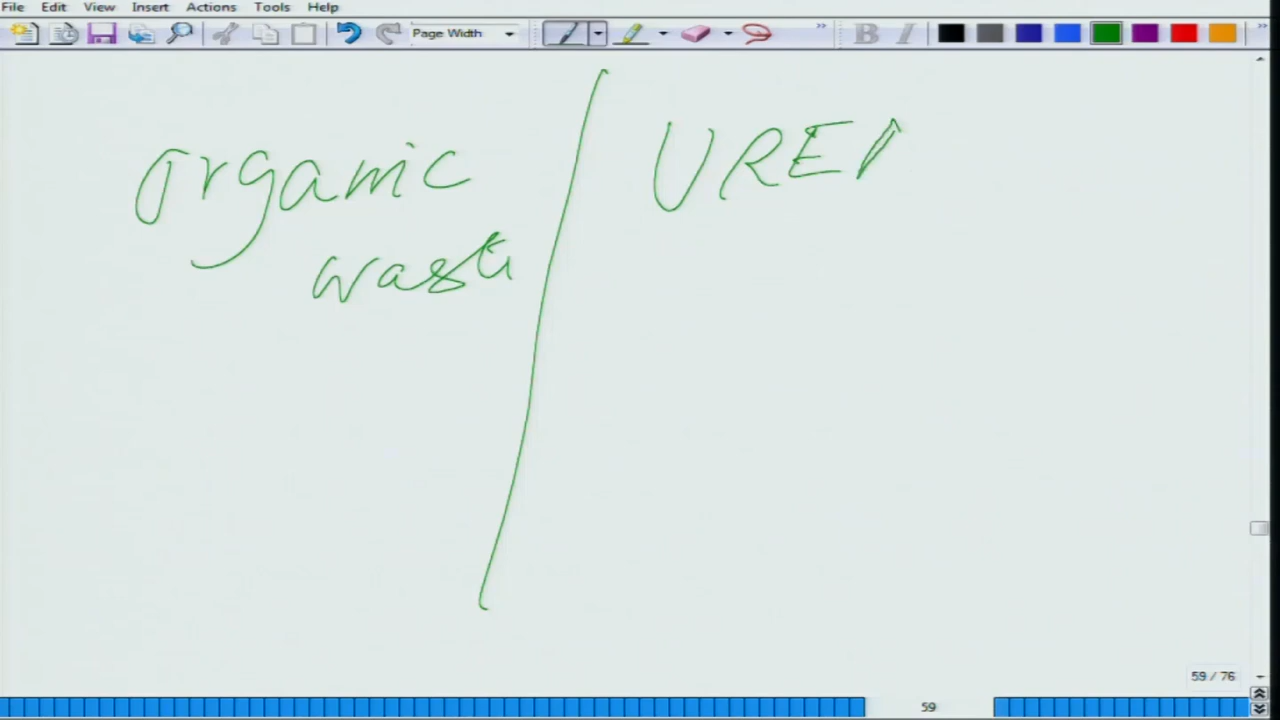 File Edit View Insert Actions Tools Help
Page Width
B I
organic
waste
UREA
59 / 76
59